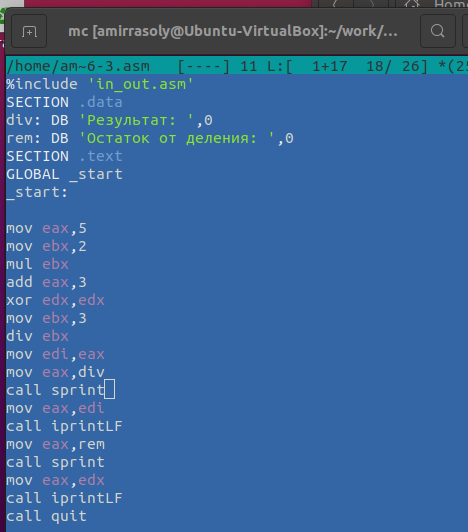 Home
mc [amirrasoly@Ubuntu-VirtualBox]:~/work/...
/home/am~6-3.asm [----] 11 L:[ 1+17 18/ 26] *(25
%include 'in_out.asm'
SECTION .data
div: DB 'Результат: ',0
rem: DB 'Остаток от деления: ',0
SECTION .text
GLOBAL _start
_start:
mov eax,5
mov ebx,2
mul ebx
add eax,3
xor edx,edx
mov ebx,3
div ebx
mov edi,eax
mov eax,div
call sprint
mov eax,edi
call iprintLF
mov eax,rem
call sprint
mov eax,edx
call iprintLF
call quit